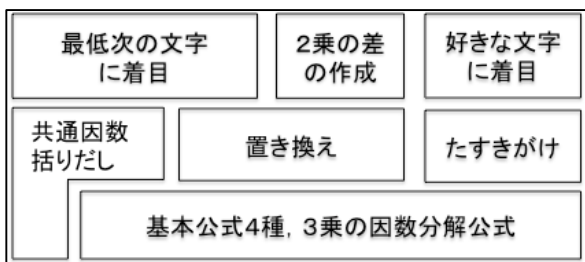 最低次の文字
に着目
2乗の差
の作成
好きな文字
に着目
共通因数
括りだし
置き換え
たすきがけ
基本公式4種，3乗の因数分解公式